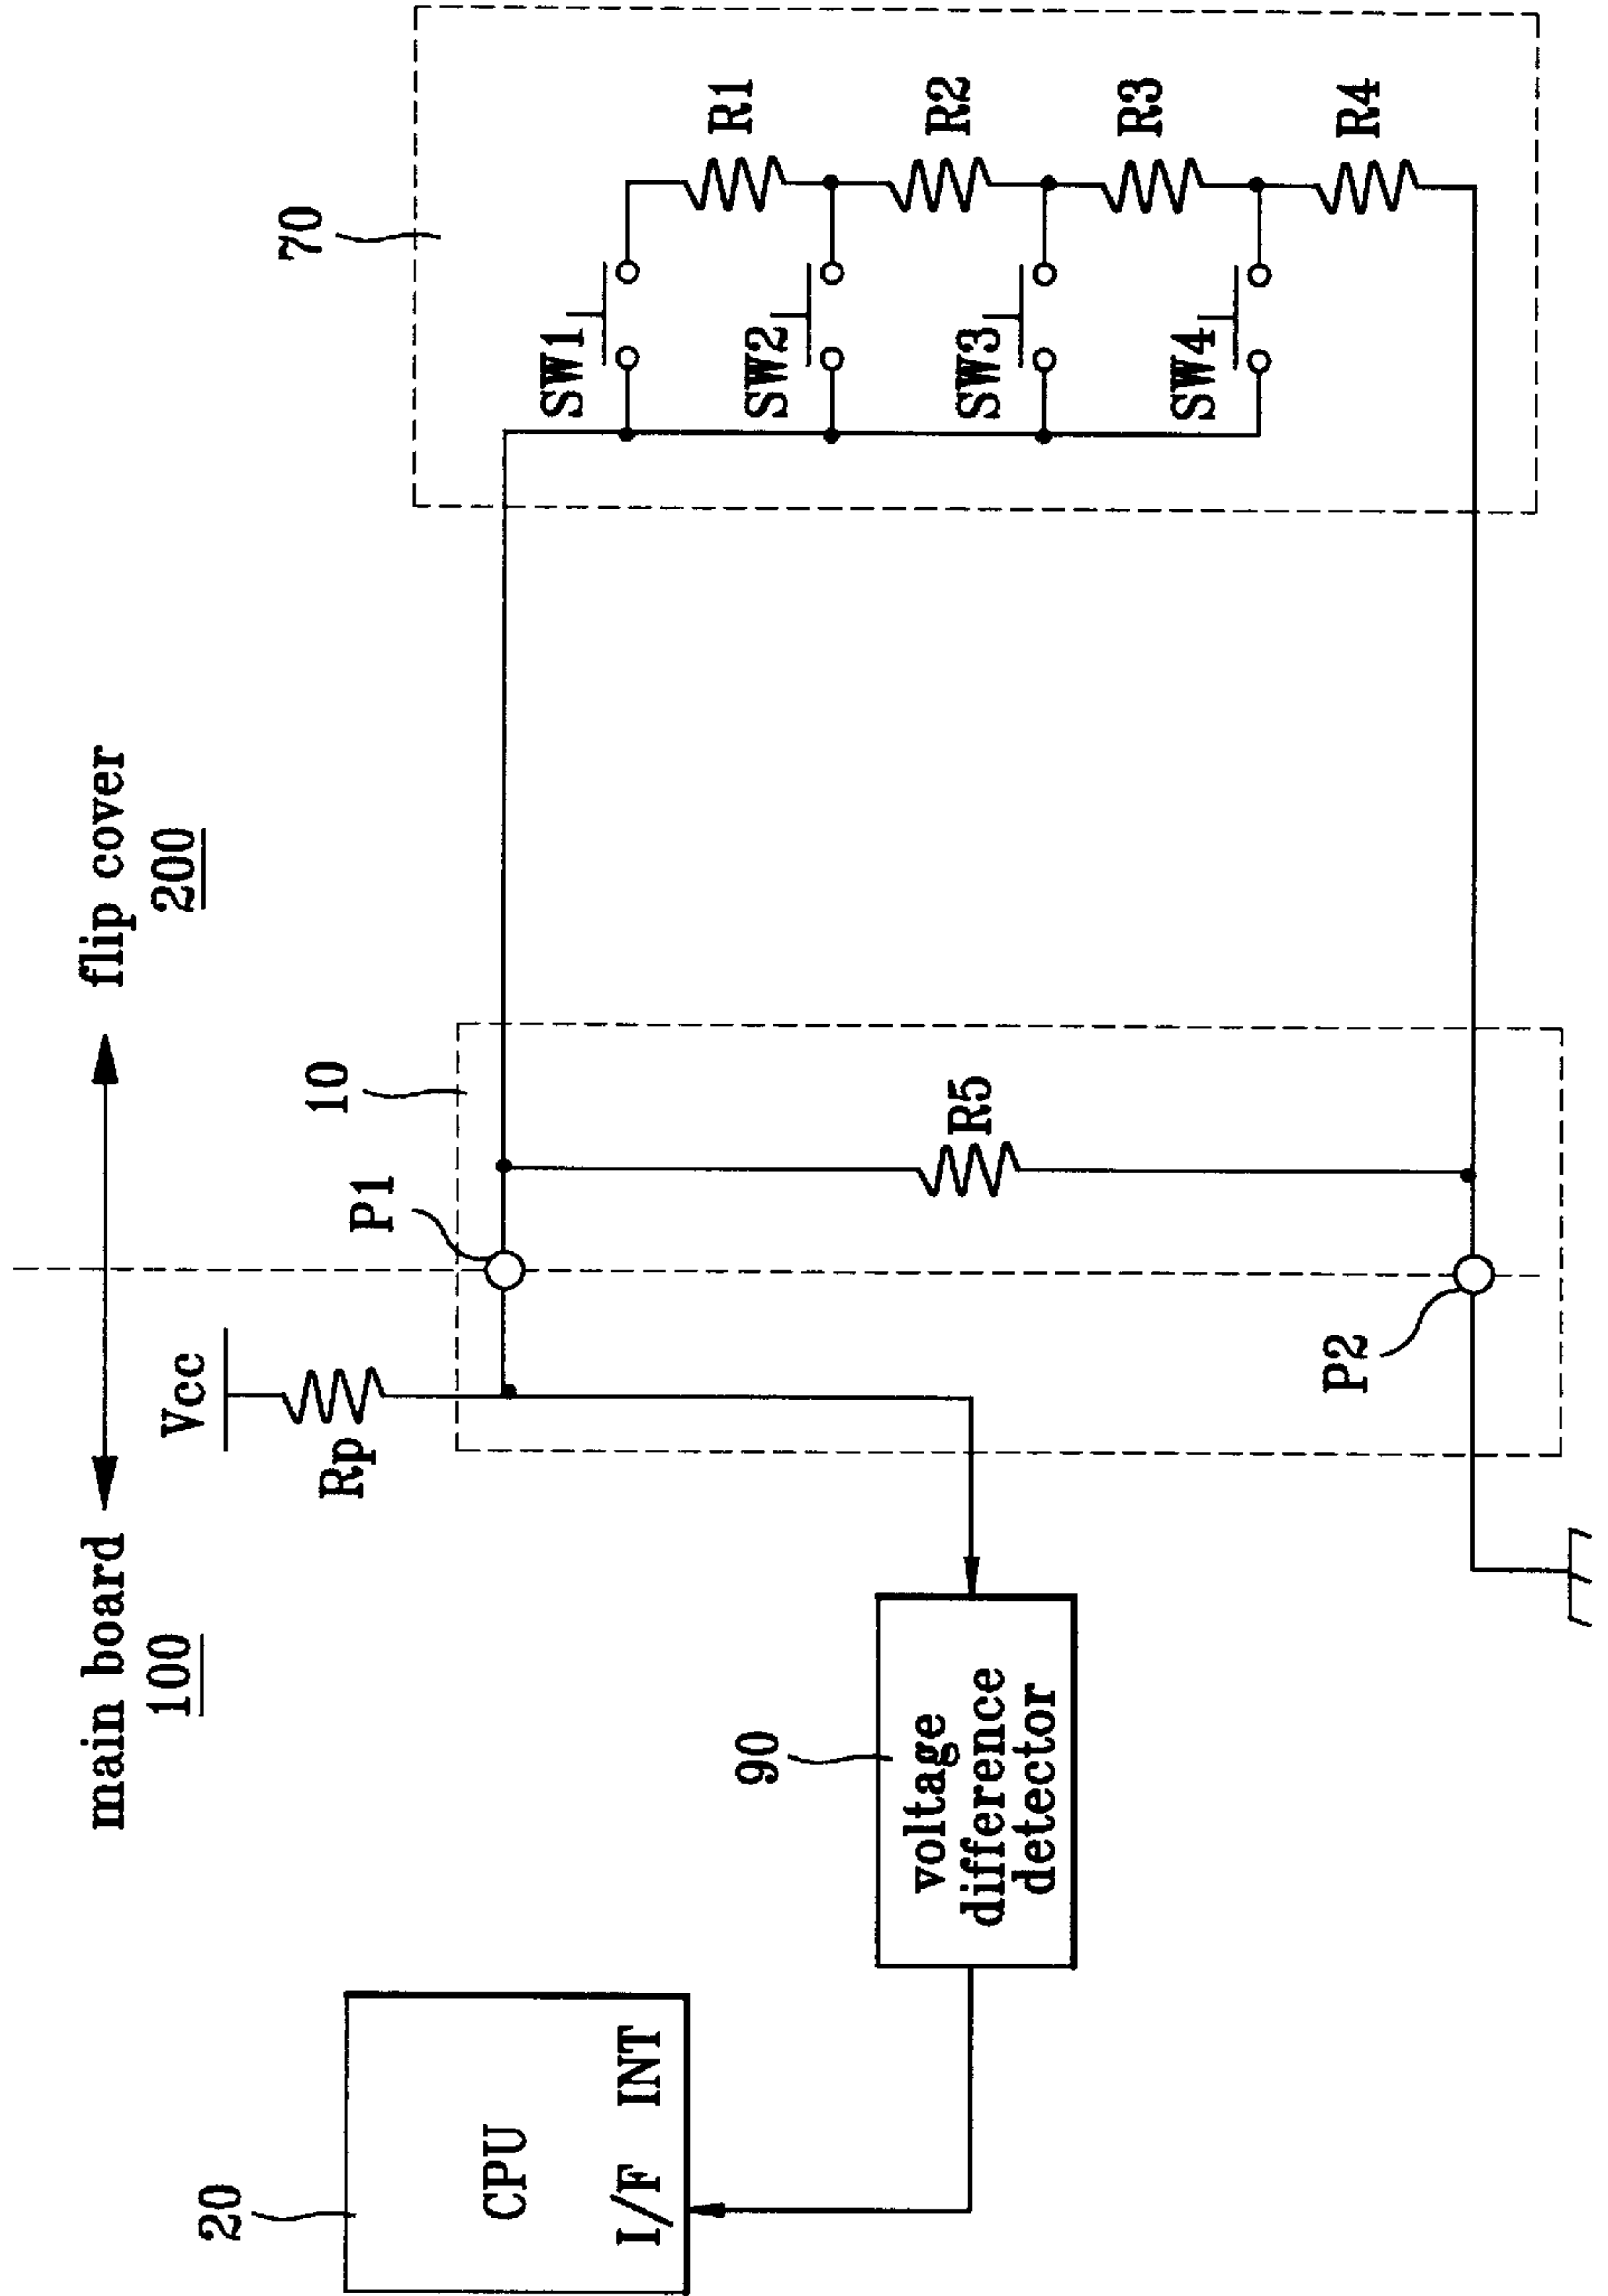 main board
100
flip cover
200
20
CPU
I/F INT
Vcc
Rp
P1
10
70
SW1
R1
SW2
R2
SW3
R3
SW4
R4
R5
90
voltage
difference
detector
P2